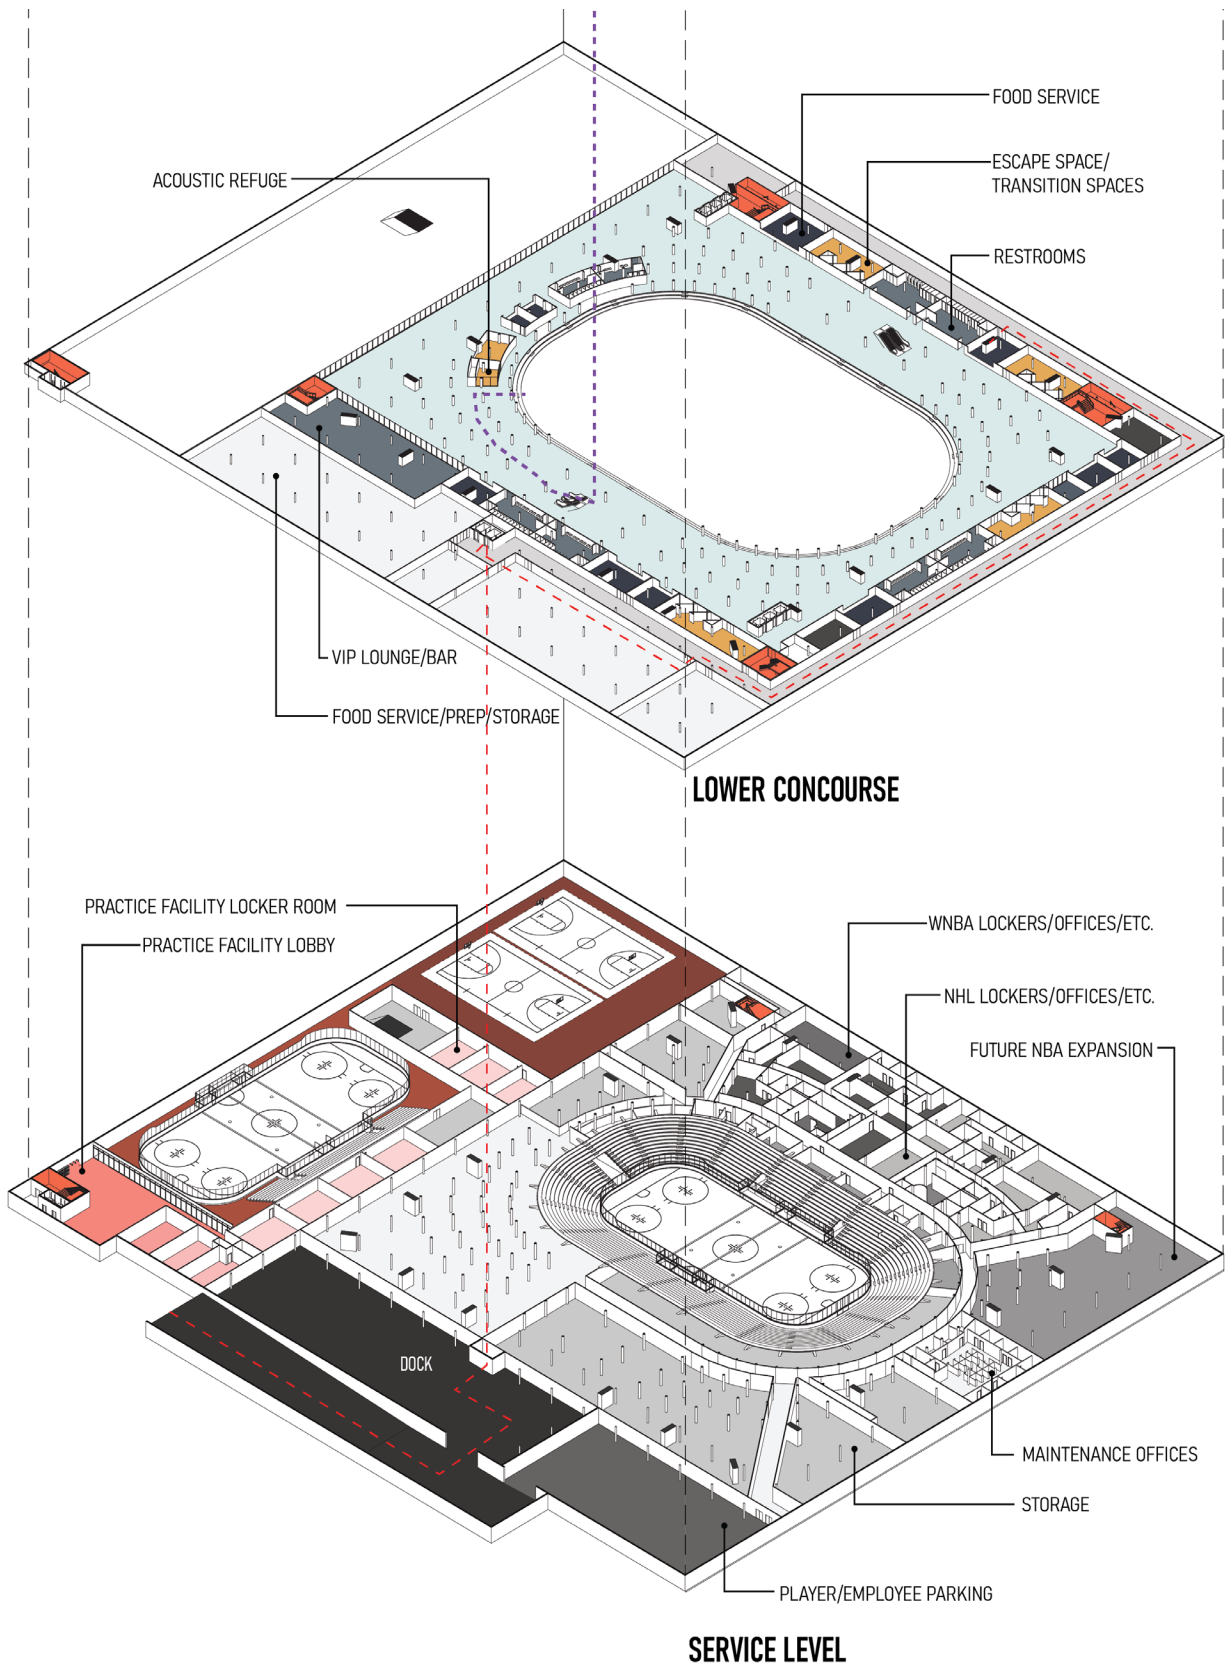 FOOD SERVICE
ACOUSTIC REFUGE
ESCAPE SPACE/
TRANSITION SPACES
RESTROOMS
VIP LOUNGE/BAR
FOOD SERVICE/PREP/STORAGE
LOWER CONCOURSE
PRACTICE FACILITY LOCKER ROOM
PRACTICE FACILITY LOBBY
WNBA LOCKERS/OFFICES/ETC.
NHL LOCKERS/OFFICES/ETC.
FUTURE NBA EXPANSION
DOCK
MAINTENANCE OFFICES
STORAGE
PLAYER/EMPLOYEE PARKING
SERVICE LEVEL